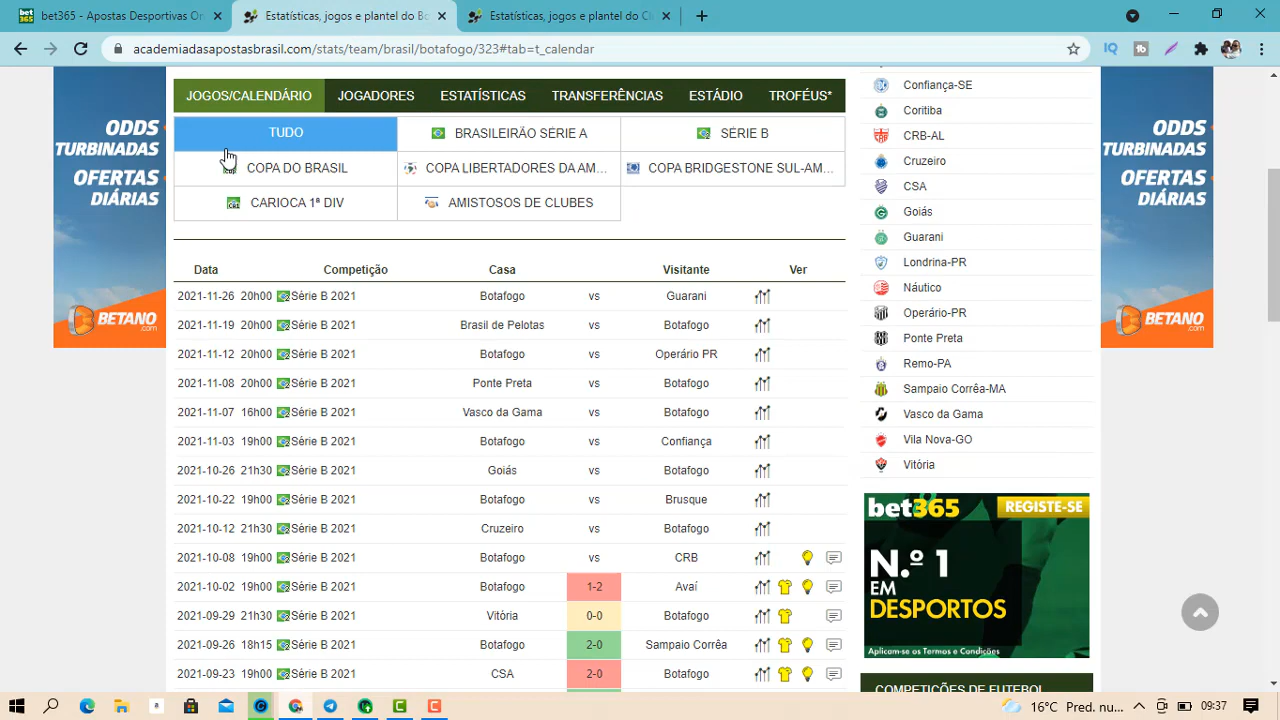 bet365 - Apostas Desportivas On
Estatísticas, jogos e plantel do Bo
Estatísticas, jogos e plantel do Clu
academiadasapostasbrasil.com/stats/team/brasil/botafogo/323#tab=t_calendar
ODDS
TURBINADAS
OFERTAS
DIÁRIAS
BETANO
.com
JOGOS/CALENDÁRIO JOGADORES ESTATÍSTICAS TRANSFERÊNCIAS ESTÁDIO TROFÉUS*
TUDO BRASILEIRÃO SÉRIE A SÉRIE B
COPA DO BRASIL COPA LIBERTADORES DA AM... COPA BRIDGESTONE SUL-AM...
CARIOCA 1ª DIV AMISTOSOS DE CLUBES
Data Competição Casa Visitante Ver
2021-11-26 20h00 Série B 2021 Botafogo vs Guarani
2021-11-19 20h00 Série B 2021 Brasil de Pelotas vs Botafogo
2021-11-12 20h00 Série B 2021 Botafogo vs Operário PR
2021-11-08 20h00 Série B 2021 Ponte Preta vs Botafogo
2021-11-07 16h00 Série B 2021 Vasco da Gama vs Botafogo
2021-11-03 19h00 Série B 2021 Botafogo vs Confiança
2021-10-26 21h30 Série B 2021 Goiás vs Botafogo
2021-10-22 19h00 Série B 2021 Botafogo vs Brusque
2021-10-12 21h30 Série B 2021 Cruzeiro vs Botafogo
2021-10-08 19h00 Série B 2021 Botafogo vs CRB
2021-10-02 19h00 Série B 2021 Botafogo 1-2 Avaí
2021-09-29 21h30 Série B 2021 Vitória 0-0 Botafogo
2021-09-26 18h15 Série B 2021 Botafogo 2-0 Sampaio Corrêa
2021-09-23 19h00 Série B 2021 CSA 2-0 Botafogo
Confiança-SE
Coritiba
CRB-AL
Cruzeiro
CSA
Goiás
Guarani
Londrina-PR
Náutico
Operário-PR
Ponte Preta
Remo-PA
Sampaio Corrêa-MA
Vasco da Gama
Vila Nova-GO
Vitória
bet365 REGISTE-SE
N.º 1
EM
DESPORTOS
Aplicam-se os Termos e Condições
COMPETIÇÕES DE FUTEBOL
ODDS
TURBINADAS
OFERTAS
DIÁRIAS
BETANO
.com
16°C Pred. nu... 09:37